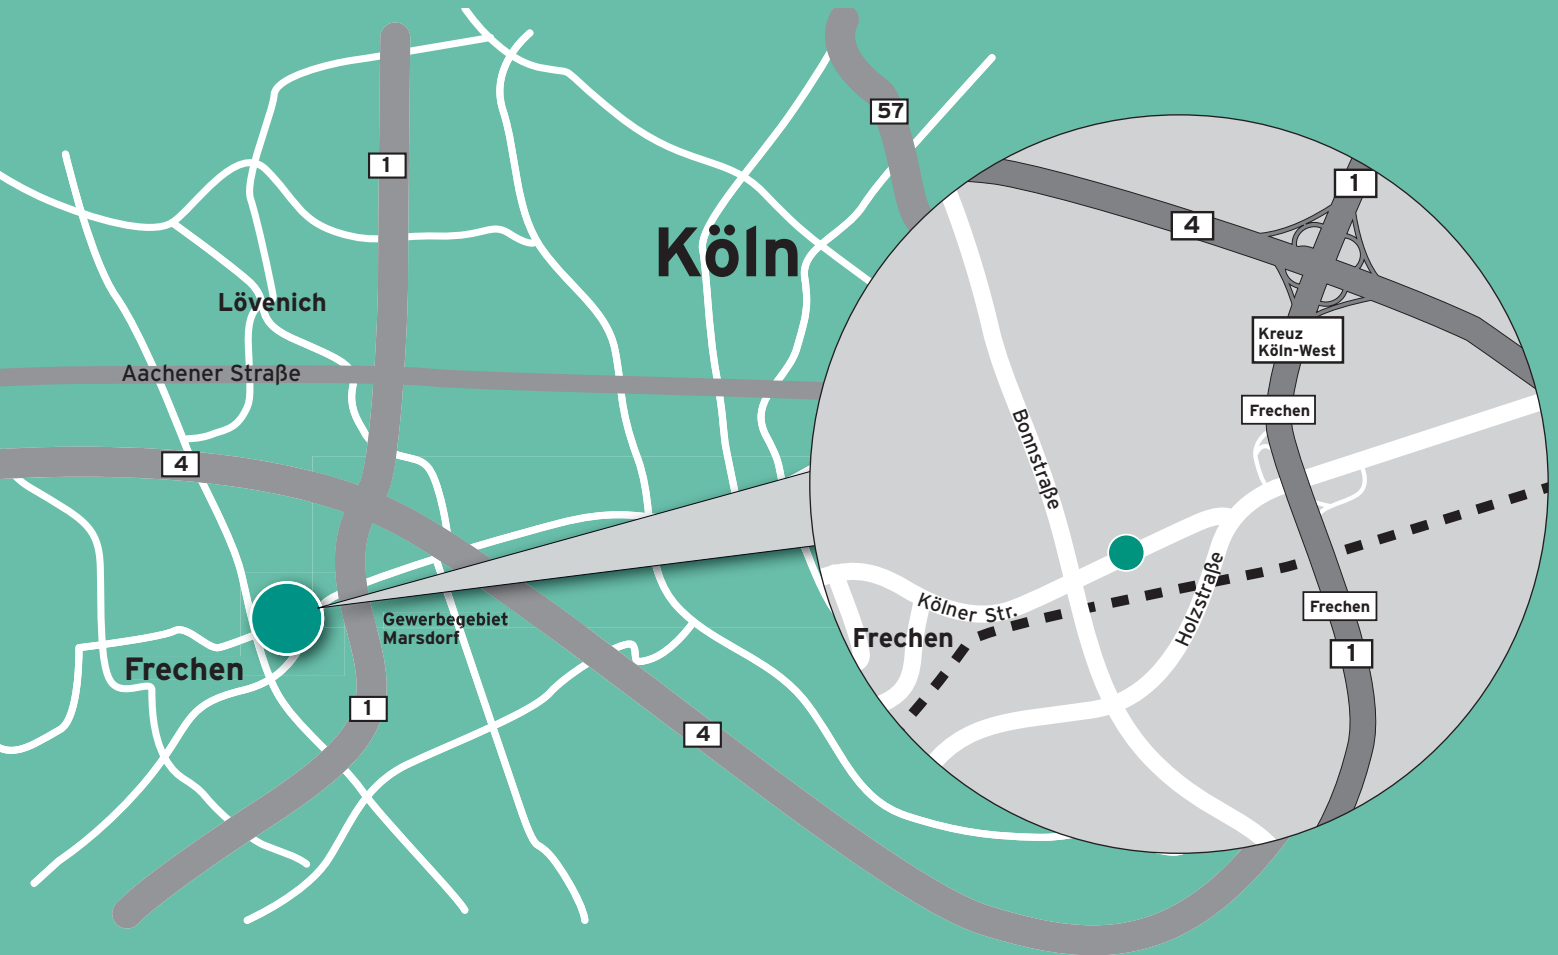 57
1
1
4
Köln
Lövenich
Kreuz
Köln-West
Aachener Straße
Frechen
Bonnstraße
4
Kölner Str.
Holzstraße
Frechen
Gewerbegebiet
Marsdorf
Frechen
1
Frechen
1
4